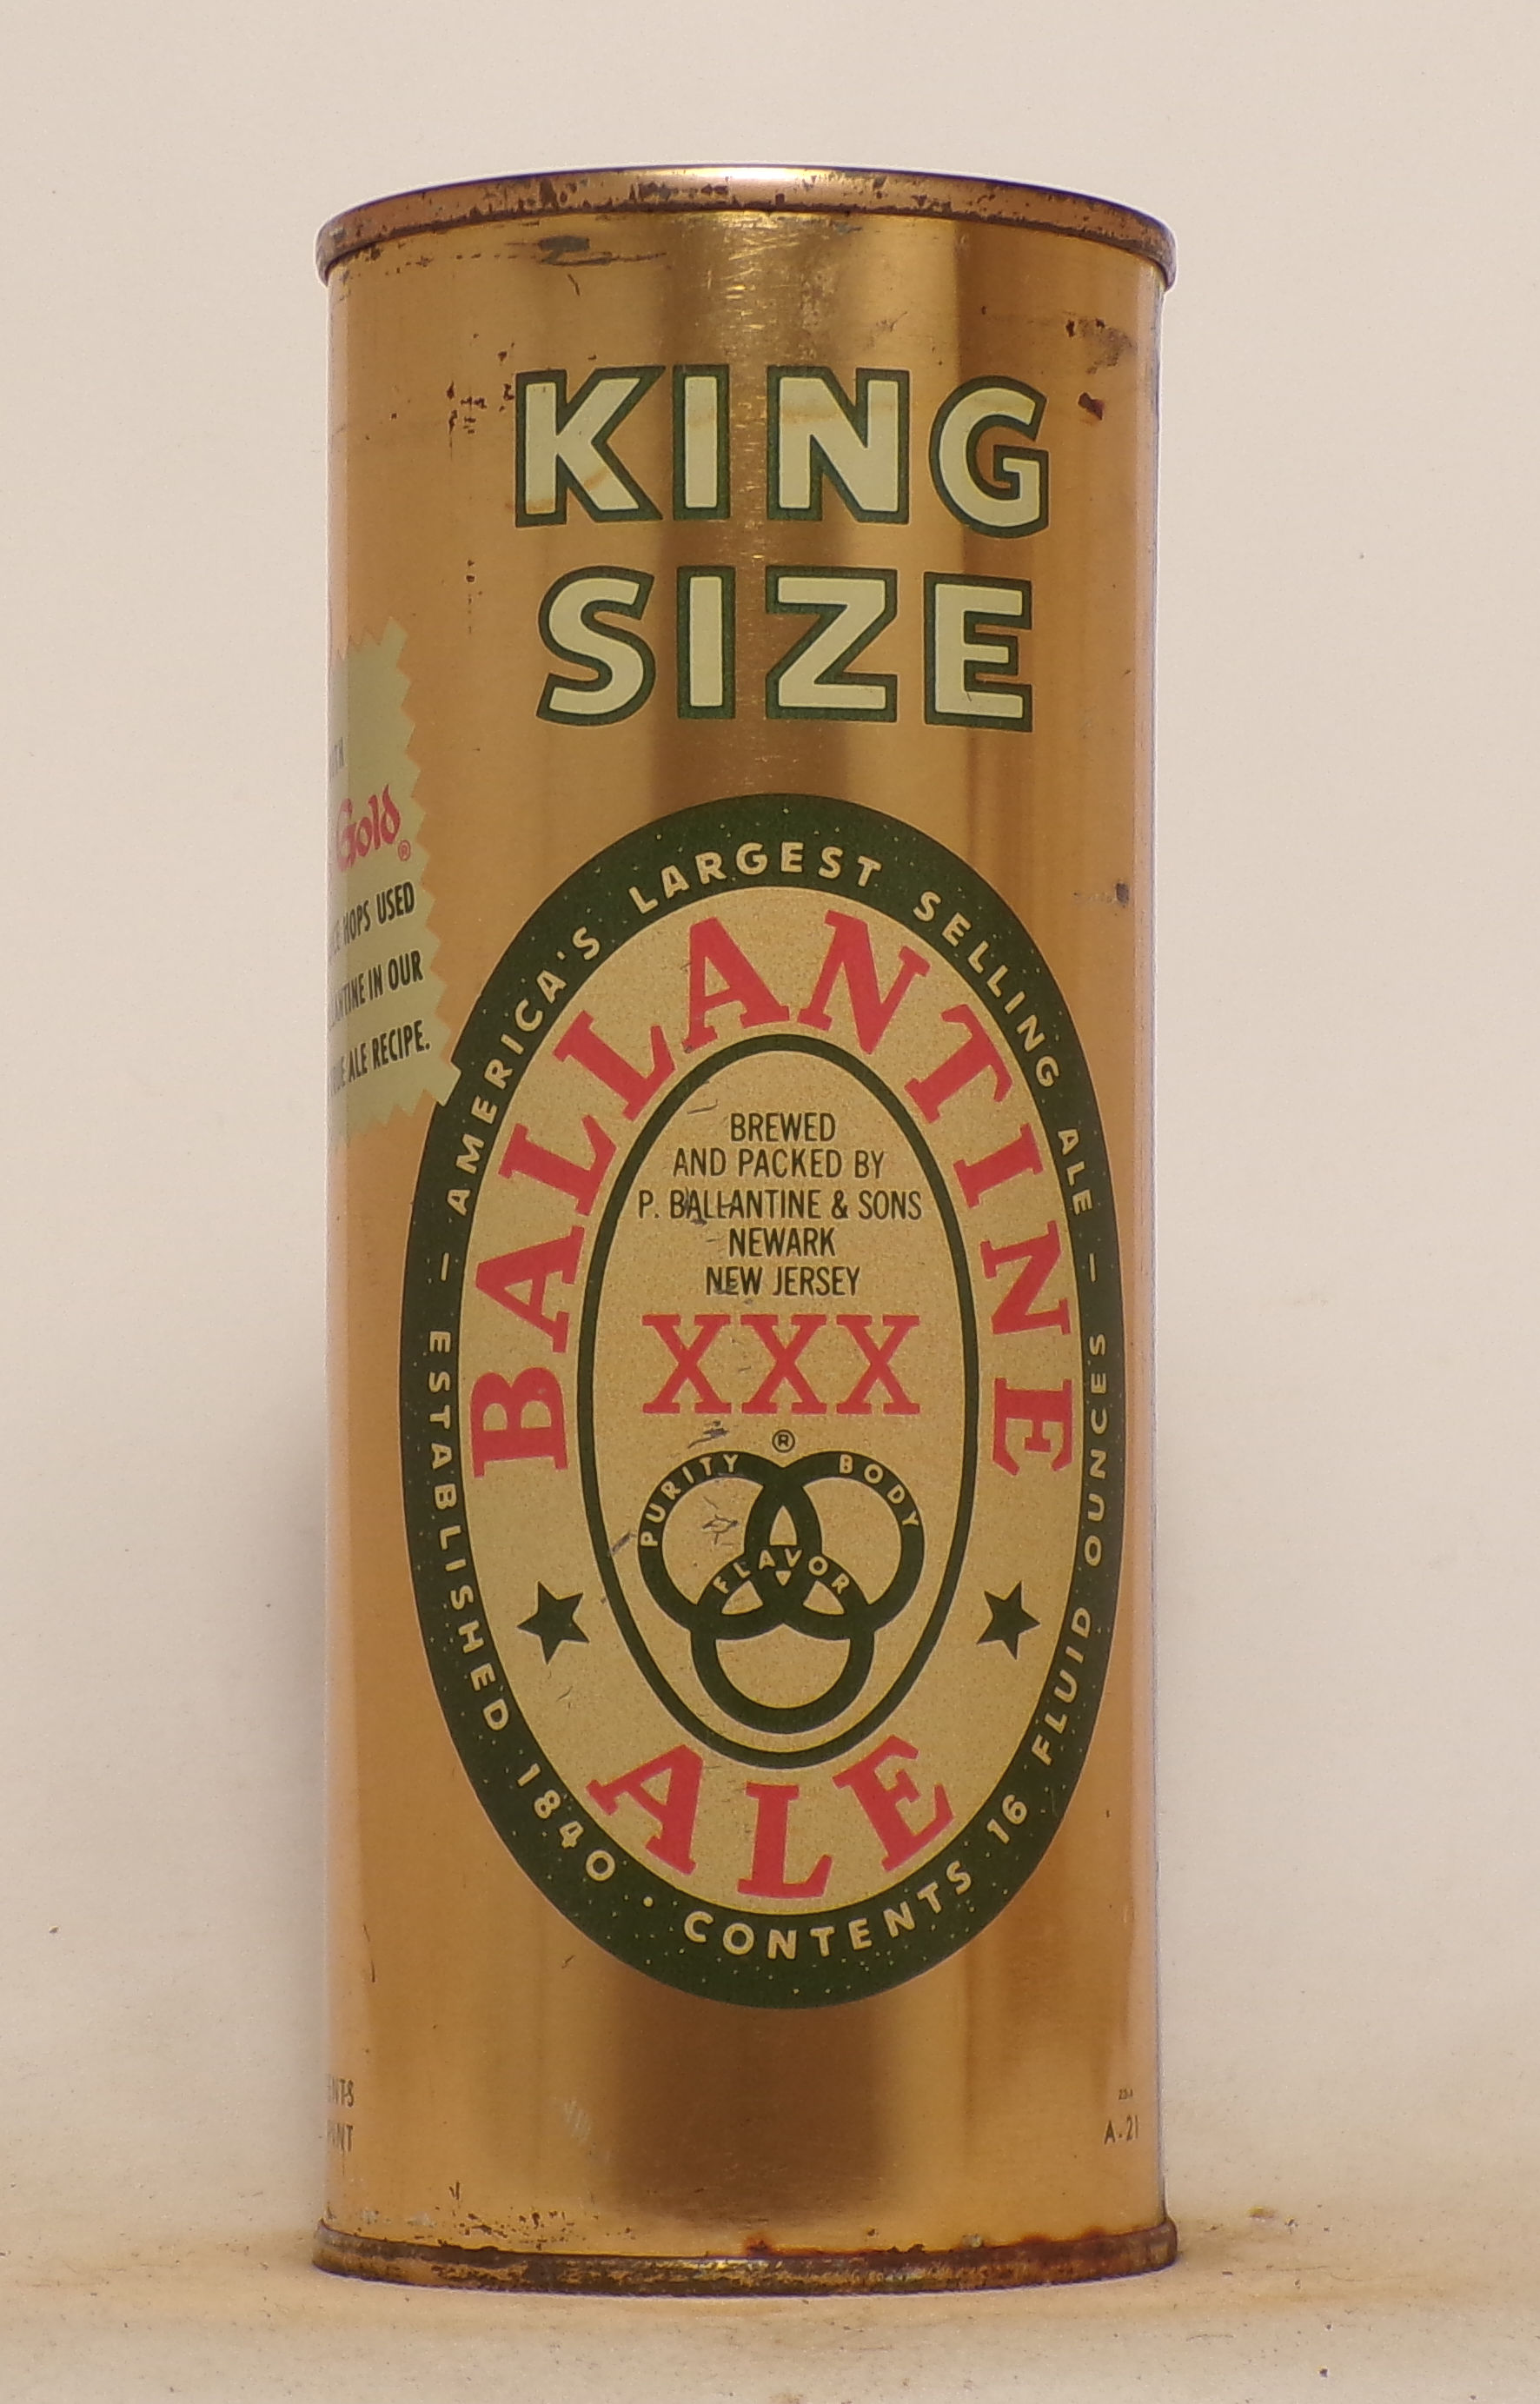 KING
SIZE
Gold®
HOPS USED
IN OUR
ALE RECIPE.
— AMERICA'S LARGEST SELLING ALE —
BALLANTINE
BREWED
AND PACKED BY
P. BALLANTINE & SONS
NEWARK
NEW JERSEY
XXX
®
PURITY BODY
FLAVOR
ALE
ESTABLISHED 1840 • CONTENTS 16 FLUID OUNCES
A-21